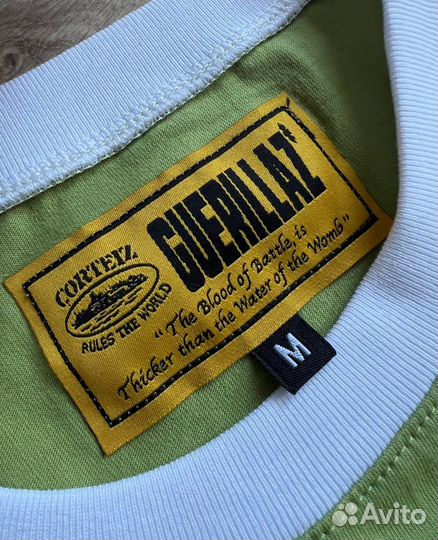 CORTEIZ
RULES THE WORLD
GUERILLAZ*
"The Blood of Battle, is
Thicker than the Water of the Womb"
M
Avito